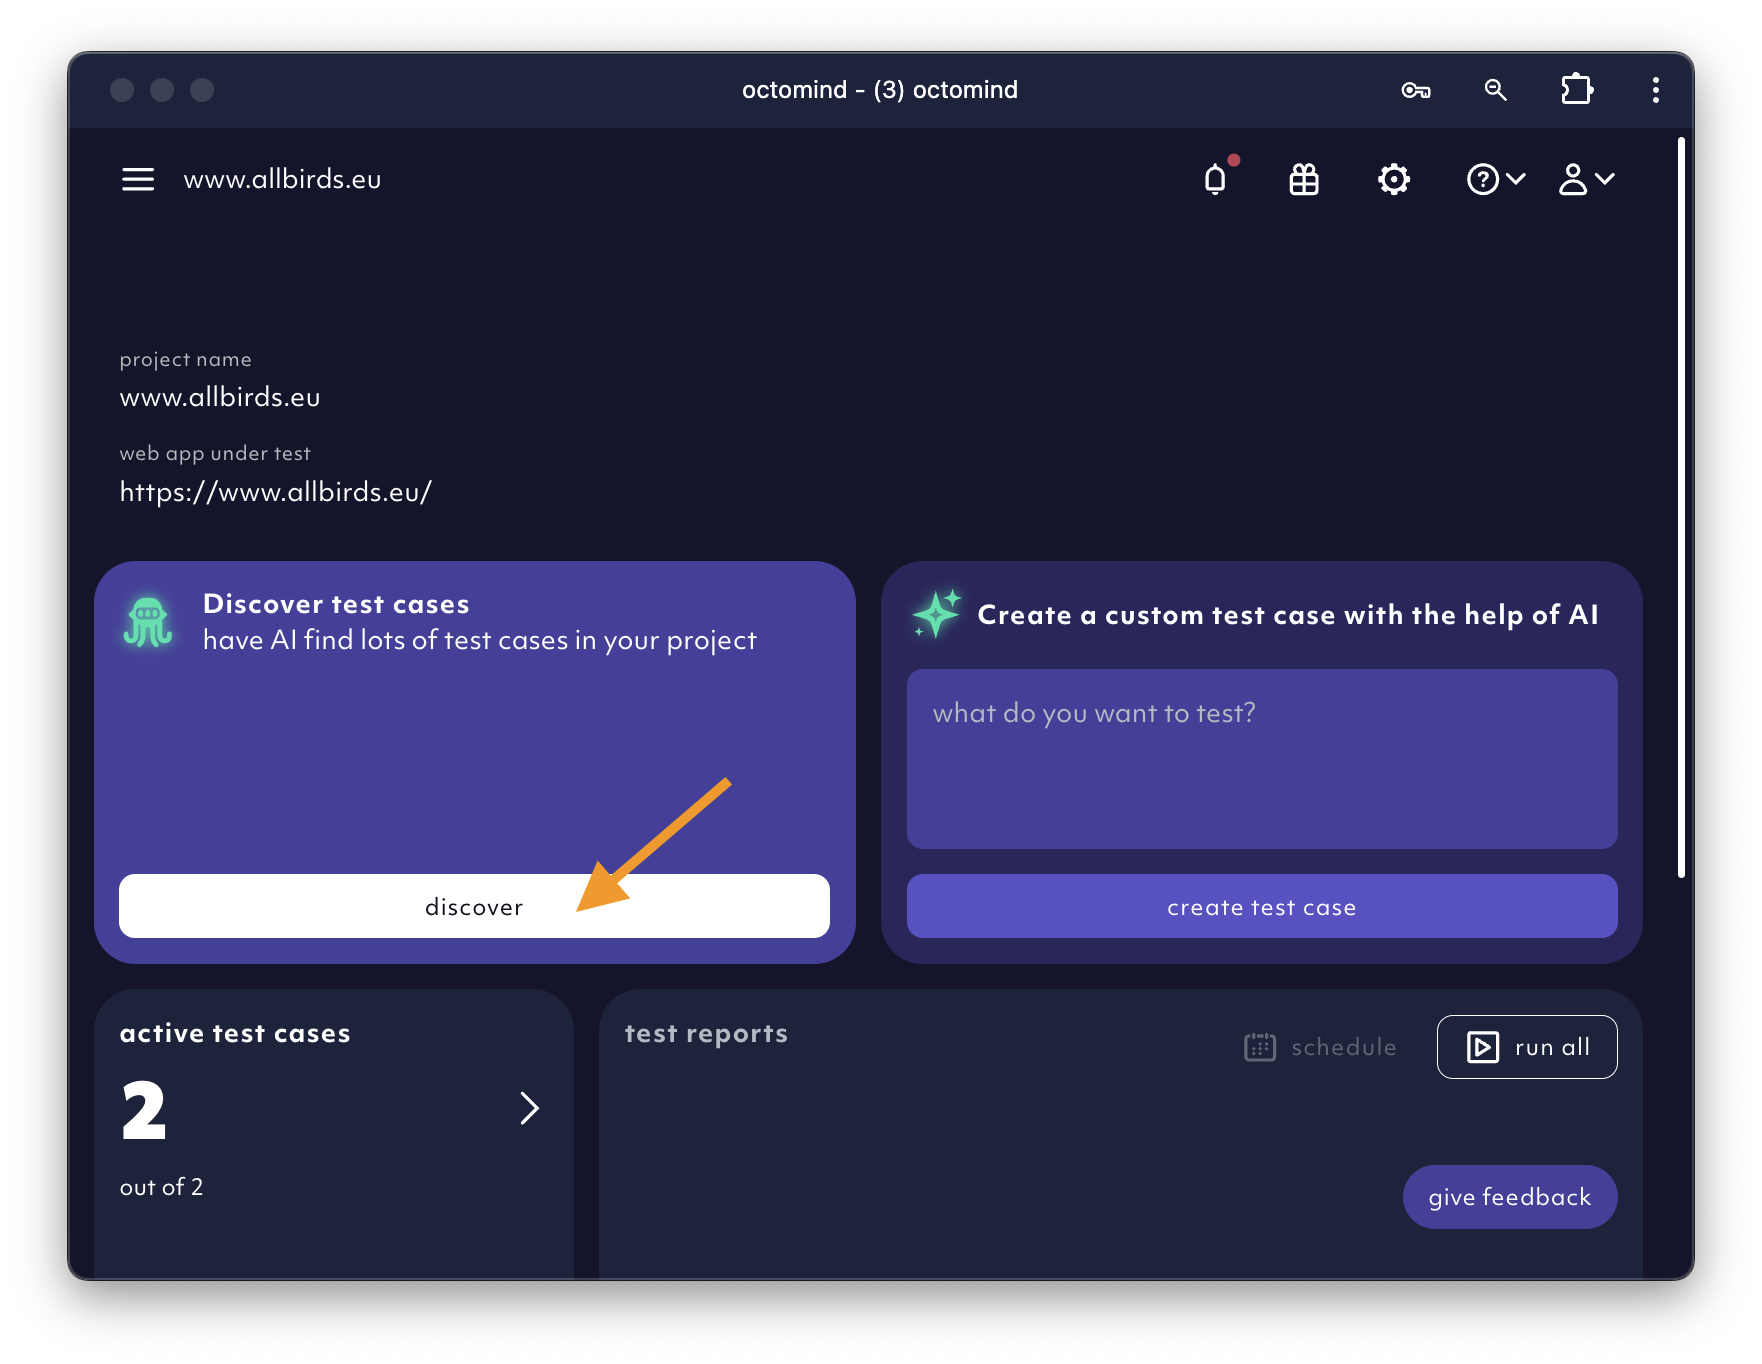 octomind - (3) octomind
www.allbirds.eu
project name
www.allbirds.eu
web app under test
https://www.allbirds.eu/
Discover test cases
have AI find lots of test cases in your project
discover
Create a custom test case with the help of AI
what do you want to test?
create test case
active test cases
2
out of 2
test reports
schedule
run all
give feedback